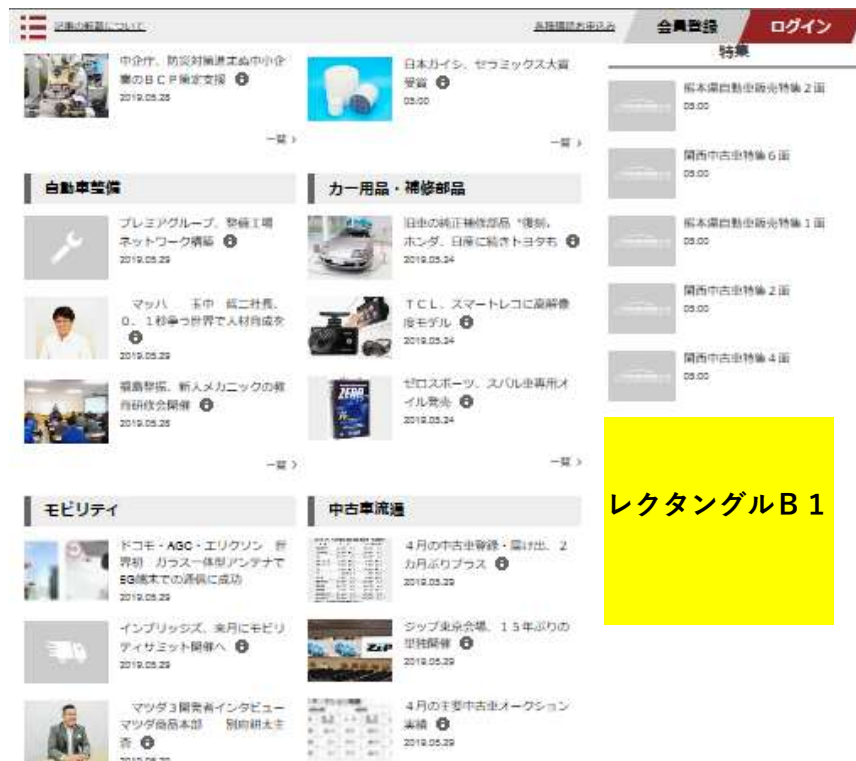 記事の転載について
各種購読お申込み
会員登録
ログイン
中企庁、防災対策進まぬ中小企
業のBCP策定支援
2019.05.28
一覧
日本ガイシ、セラミックス大賞
受賞
05:00
一覧
自動車整備
プレミアグループ、整備工場
ネットワーク構築
2019.05.29
マッハ 玉中 哲二社長、
0.1秒争う世界で人材育成を
2019.05.29
福島整振、新人メカニックの教
育研修会開催
2019.05.28
一覧
カー用品・補修部品
旧車の純正補修部品“復刻。
ホンダ、日産に続きトヨタも
2019.05.24
TCL、スマートレコに高解像
度モデル
2019.05.24
ゼロスポーツ、スバル車専用オ
イル発売
2019.05.24
一覧
モビリティ
ドコモ・AGC・エリクソン 世
界初 ガラス一体型アンテナで
5G端末での通信に成功
2019.05.29
インプリッシズ、来月にモビリ
ティサミット開催へ
2019.05.29
マツダ3開発者インタビュー
マツダ商品本部 別府耕太主
査
中古車流通
4月の中古車登録・届け出、2
カ月ぶりプラス
2019.05.29
ジップ東京会場、15年ぶりの
単独開催
2019.05.29
4月の主要中古車オークション
実績
2019.05.29
特集
熊本県自動車販売特集2面
05:00
関西中古車特集6面
05:00
熊本県自動車販売特集1面
05:00
関西中古車特集2面
05:00
関西中古車特集4面
05:00
レクタングルB1
ZERO
ZIP